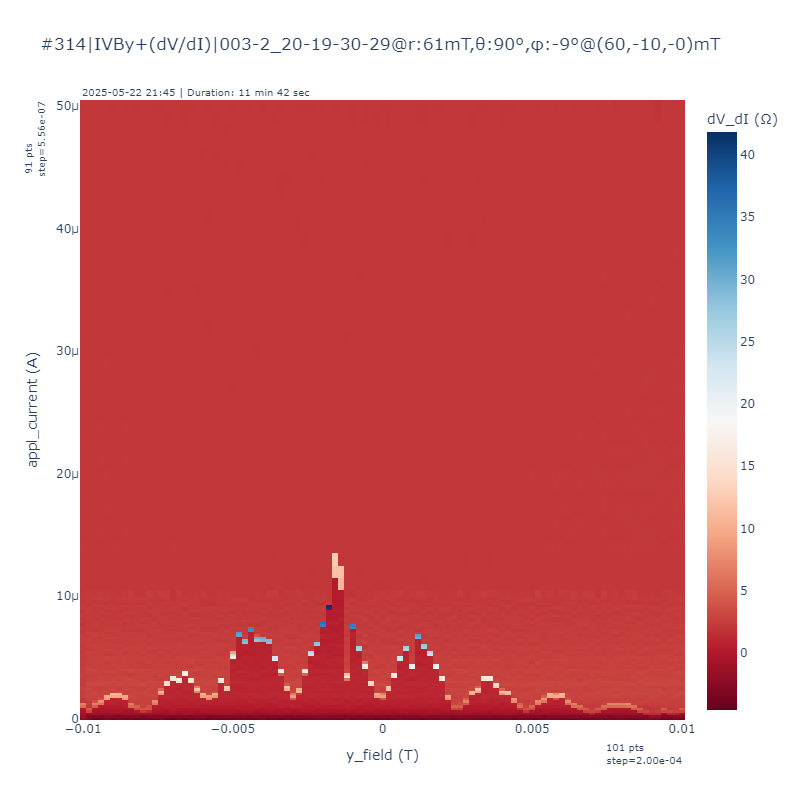 #314|IVBy+(dV/dI)|003-2_20-19-30-29@r:61mT,θ:90°,φ:-9°@(60,-10,-0)mT
2025-05-22 21:45 | Duration: 11 min 42 sec
91 pts
step=5.56e-07
dV_dI (Ω)
50μ
40μ
30μ
20μ
10μ
0
appl_current (A)
40
35
30
25
20
15
10
5
0
−0.01
−0.005
0
0.005
0.01
y_field (T)
101 pts
step=2.00e-04